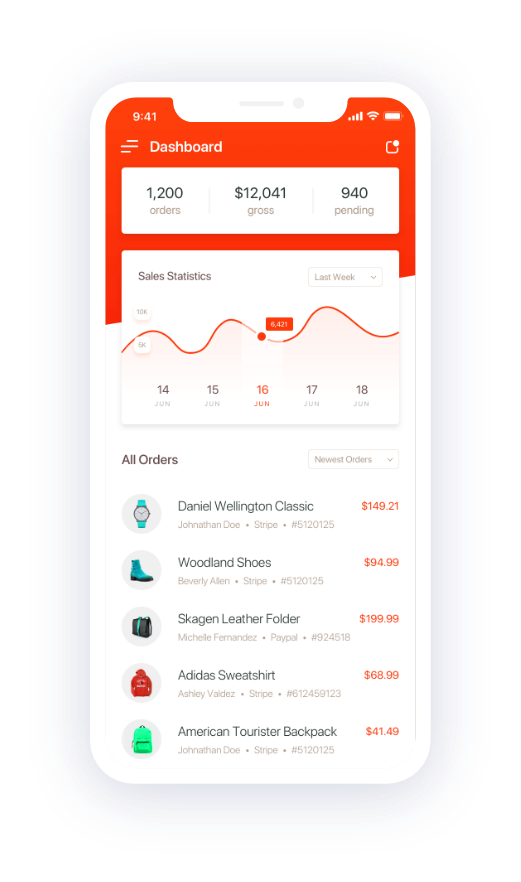 9:41
Dashboard
1,200 $12,041 940
orders gross pending
Sales Statistics Last Week
10K
6,421
5K
14 15 16 17 18
JUN JUN JUN JUN JUN
All Orders Newest Orders
Daniel Wellington Classic $149.21
Johnathan Doe • Stripe • #5120125
Woodland Shoes $94.99
Beverly Allen • Stripe • #5120125
Skagen Leather Folder $199.99
Michelle Fernandez • Paypal • #924518
Adidas Sweatshirt $68.99
Ashley Valdez • Stripe • #612459123
American Tourister Backpack $41.49
Johnathan Doe • Stripe • #5120125